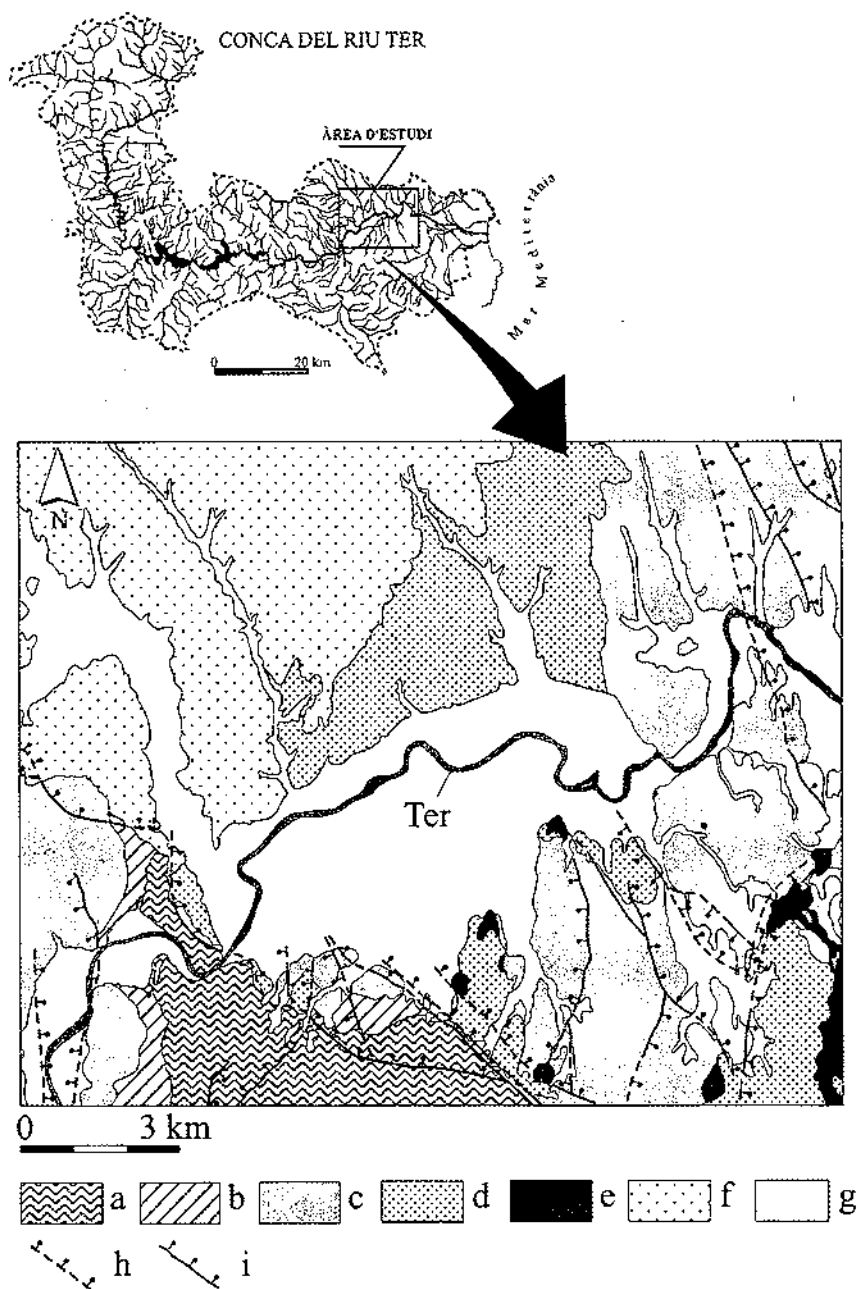 CONCA DEL RIU TER
ÀREA D'ESTUDI
Mar Mediterrània
0 20 km
N
Ter
0 3 km
a b c d e f g
h i